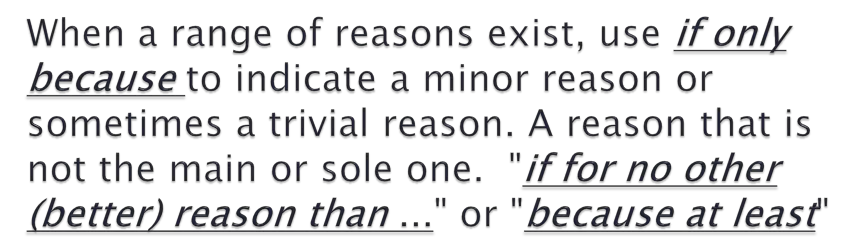 When a range of reasons exist, use if only
because to indicate a minor reason or
sometimes a trivial reason. A reason that is
not the main or sole one.  "if for no other
(better) reason than ..." or "because at least"